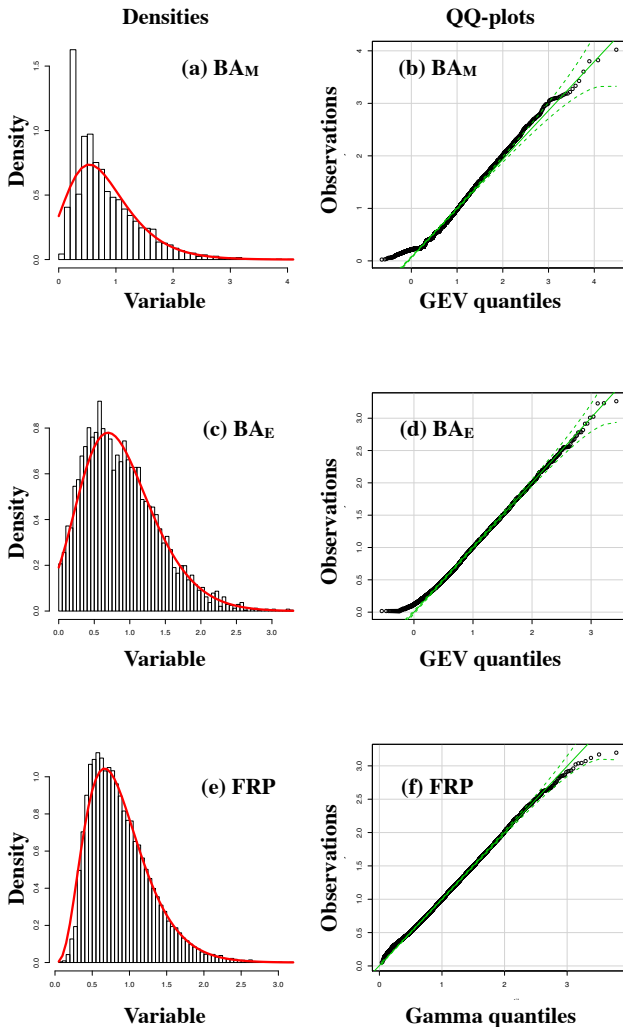 Densities
QQ-plots
(a) BAM
(b) BAM
Density
0.0 0.5 1.0 1.5
0 1 2 3 4
Variable
Observations
0 1 2 3 4
0 1 2 3 4
GEV quantiles
(c) BAE
(d) BAE
Density
0.0 0.2 0.4 0.6 0.8
0.0 0.5 1.0 1.5 2.0 2.5 3.0
Variable
Observations
0.0 0.5 1.0 1.5 2.0 2.5 3.0
0 1 2 3
GEV quantiles
(e) FRP
(f) FRP
Density
0.0 0.2 0.4 0.6 0.8 1.0
0.0 0.5 1.0 1.5 2.0 2.5 3.0
Variable
Observations
0.0 0.5 1.0 1.5 2.0 2.5 3.0
0 1 2 3
Gamma quantiles